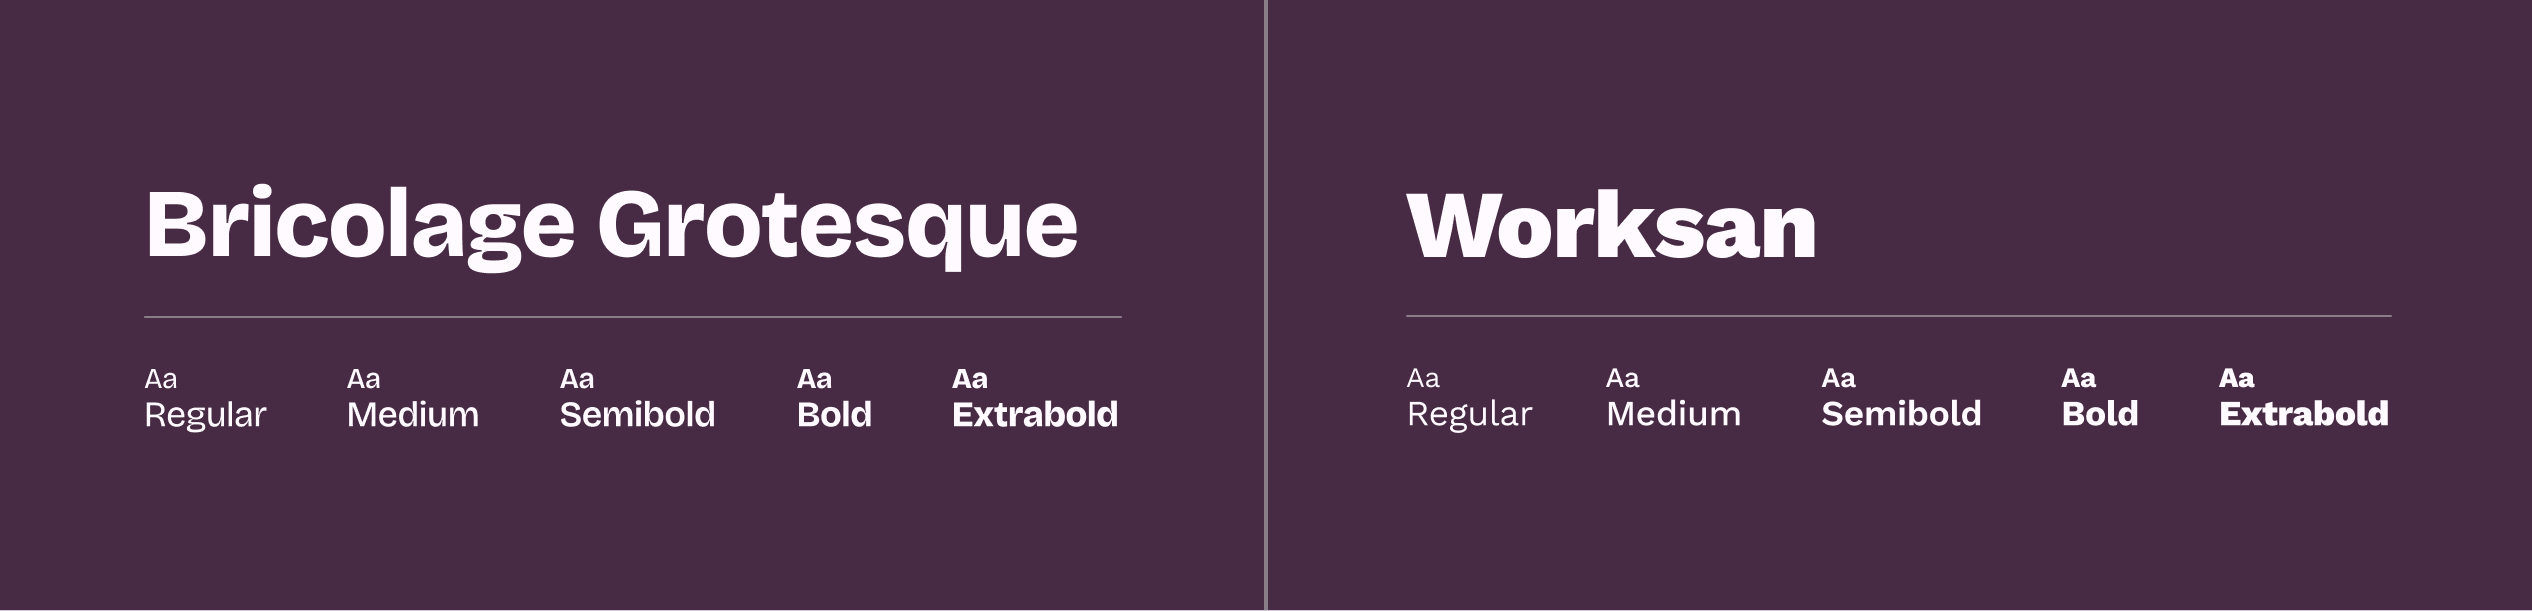 Bricolage Grotesque
Aa Aa Aa Aa Aa
Regular Medium Semibold Bold Extrabold
Worksan
Aa Aa Aa Aa Aa
Regular Medium Semibold Bold Extrabold